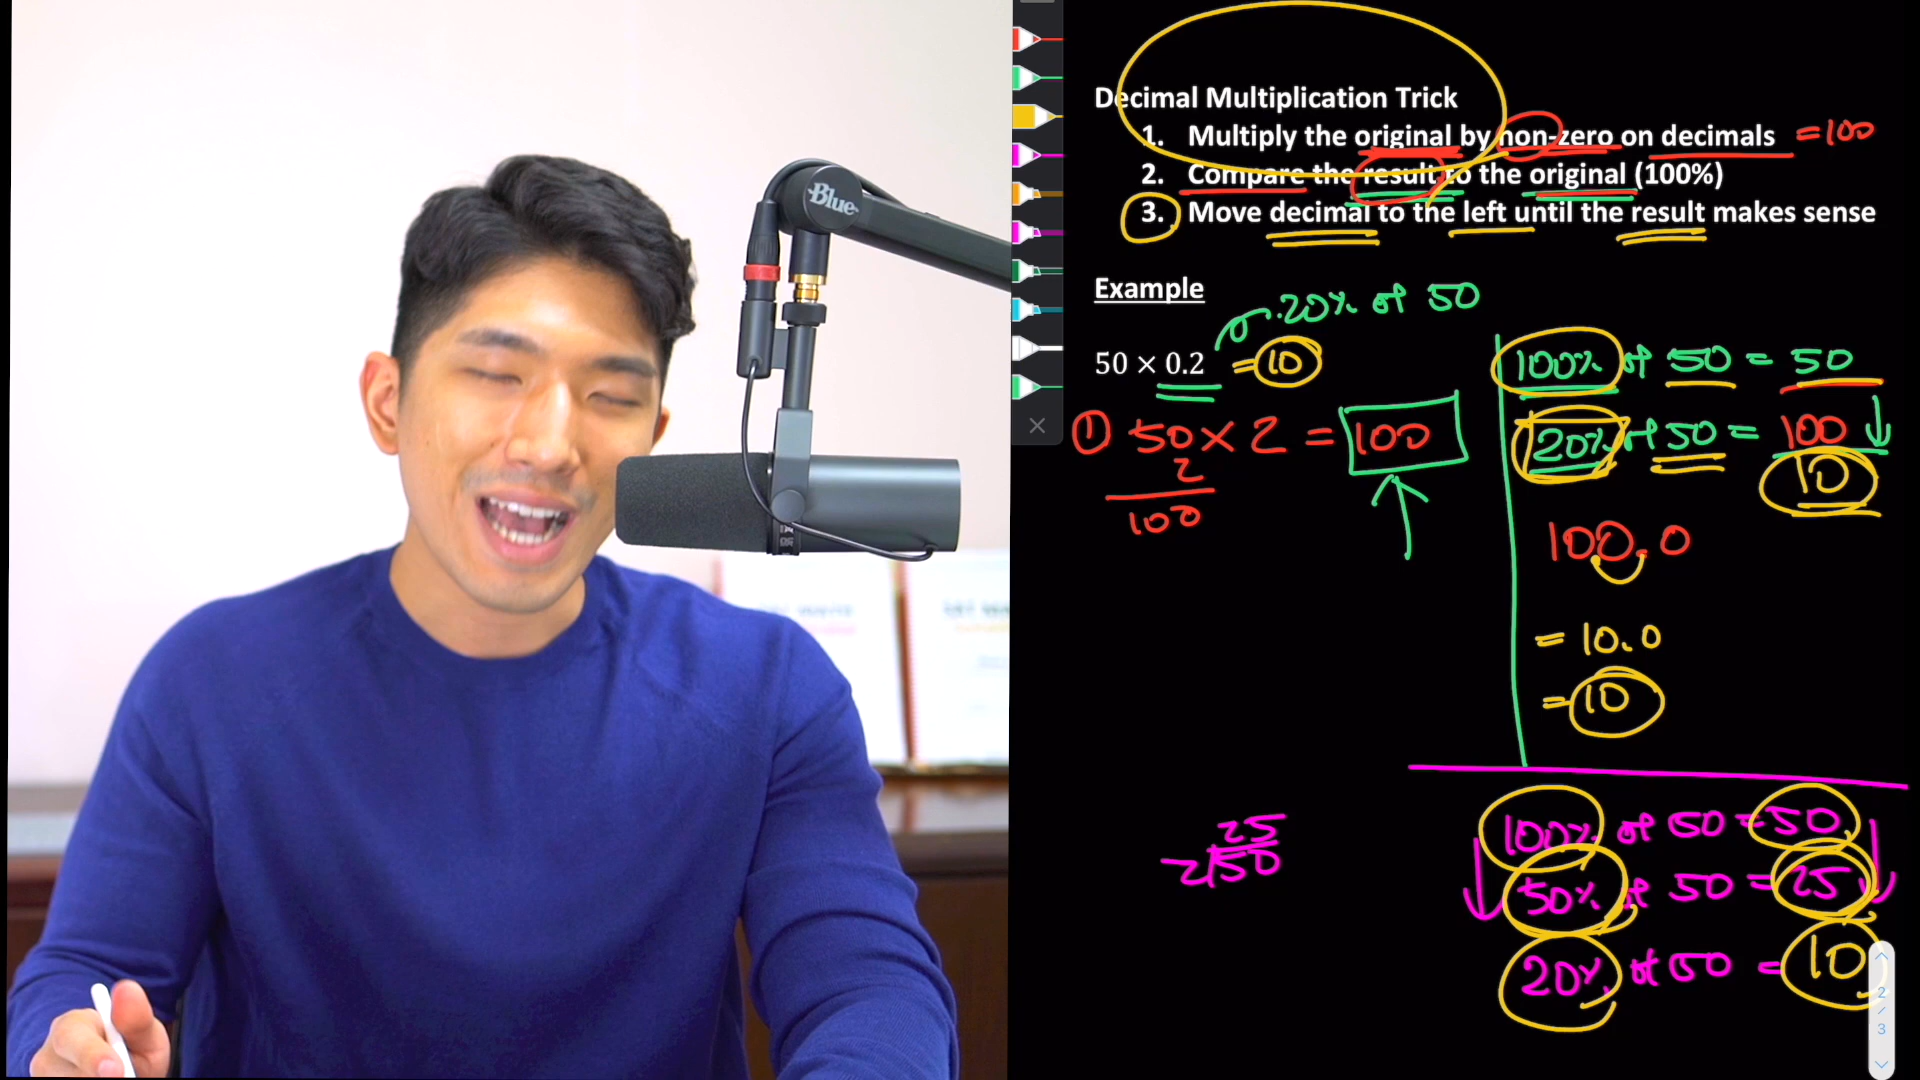 Blue
Decimal Multiplication Trick
1. Multiply the original by non-zero on decimals = 100
2. Compare the result to the original (100%)
3. Move decimal to the left until the result makes sense
Example
20% of 50
50 × 0.2 = 10
① 50 × 2 = 100
2
100
100% of 50 = 50
20% of 50 = 100
10
100.0
= 10.0
= 10
25
2 50
100% of 50 = 50
50% of 50 = 25
20% of 50 = 10
2
/
3